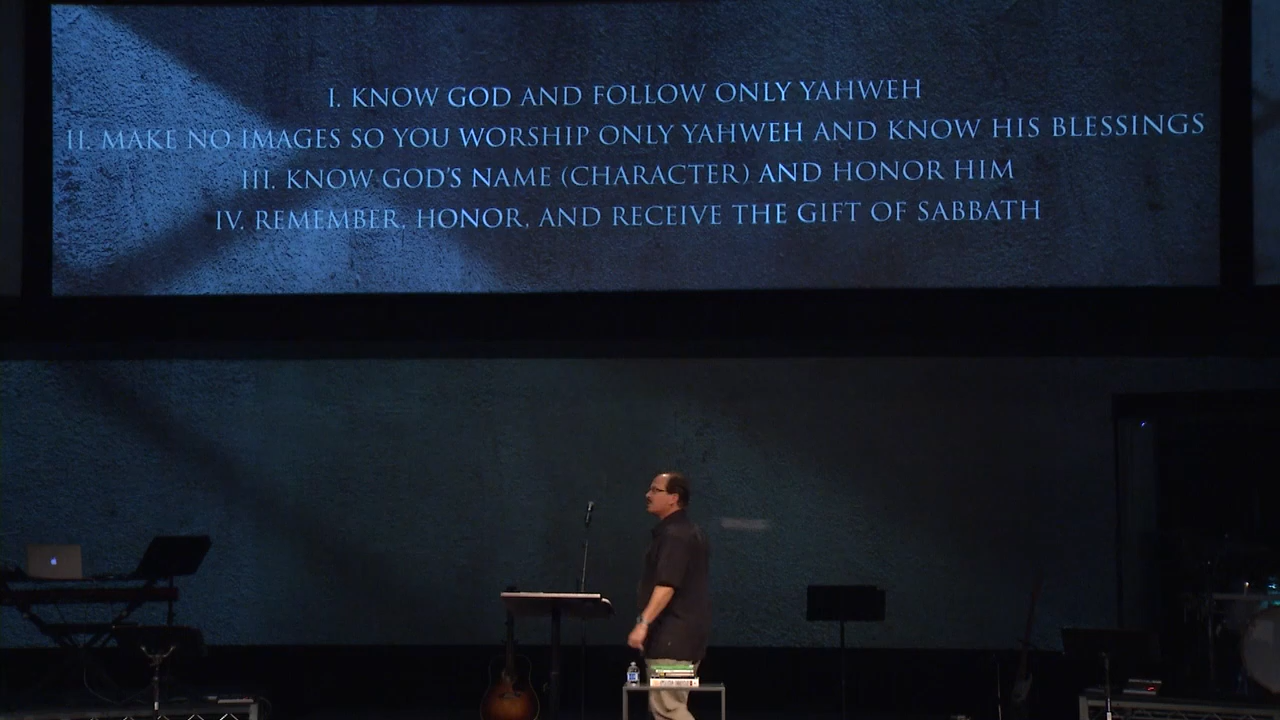 I. KNOW GOD AND FOLLOW ONLY YAHWEH
II. MAKE NO IMAGES SO YOU WORSHIP ONLY YAHWEH AND KNOW HIS BLESSINGS
III. KNOW GOD'S NAME (CHARACTER) AND HONOR HIM
IV. REMEMBER, HONOR, AND RECEIVE THE GIFT OF SABBATH